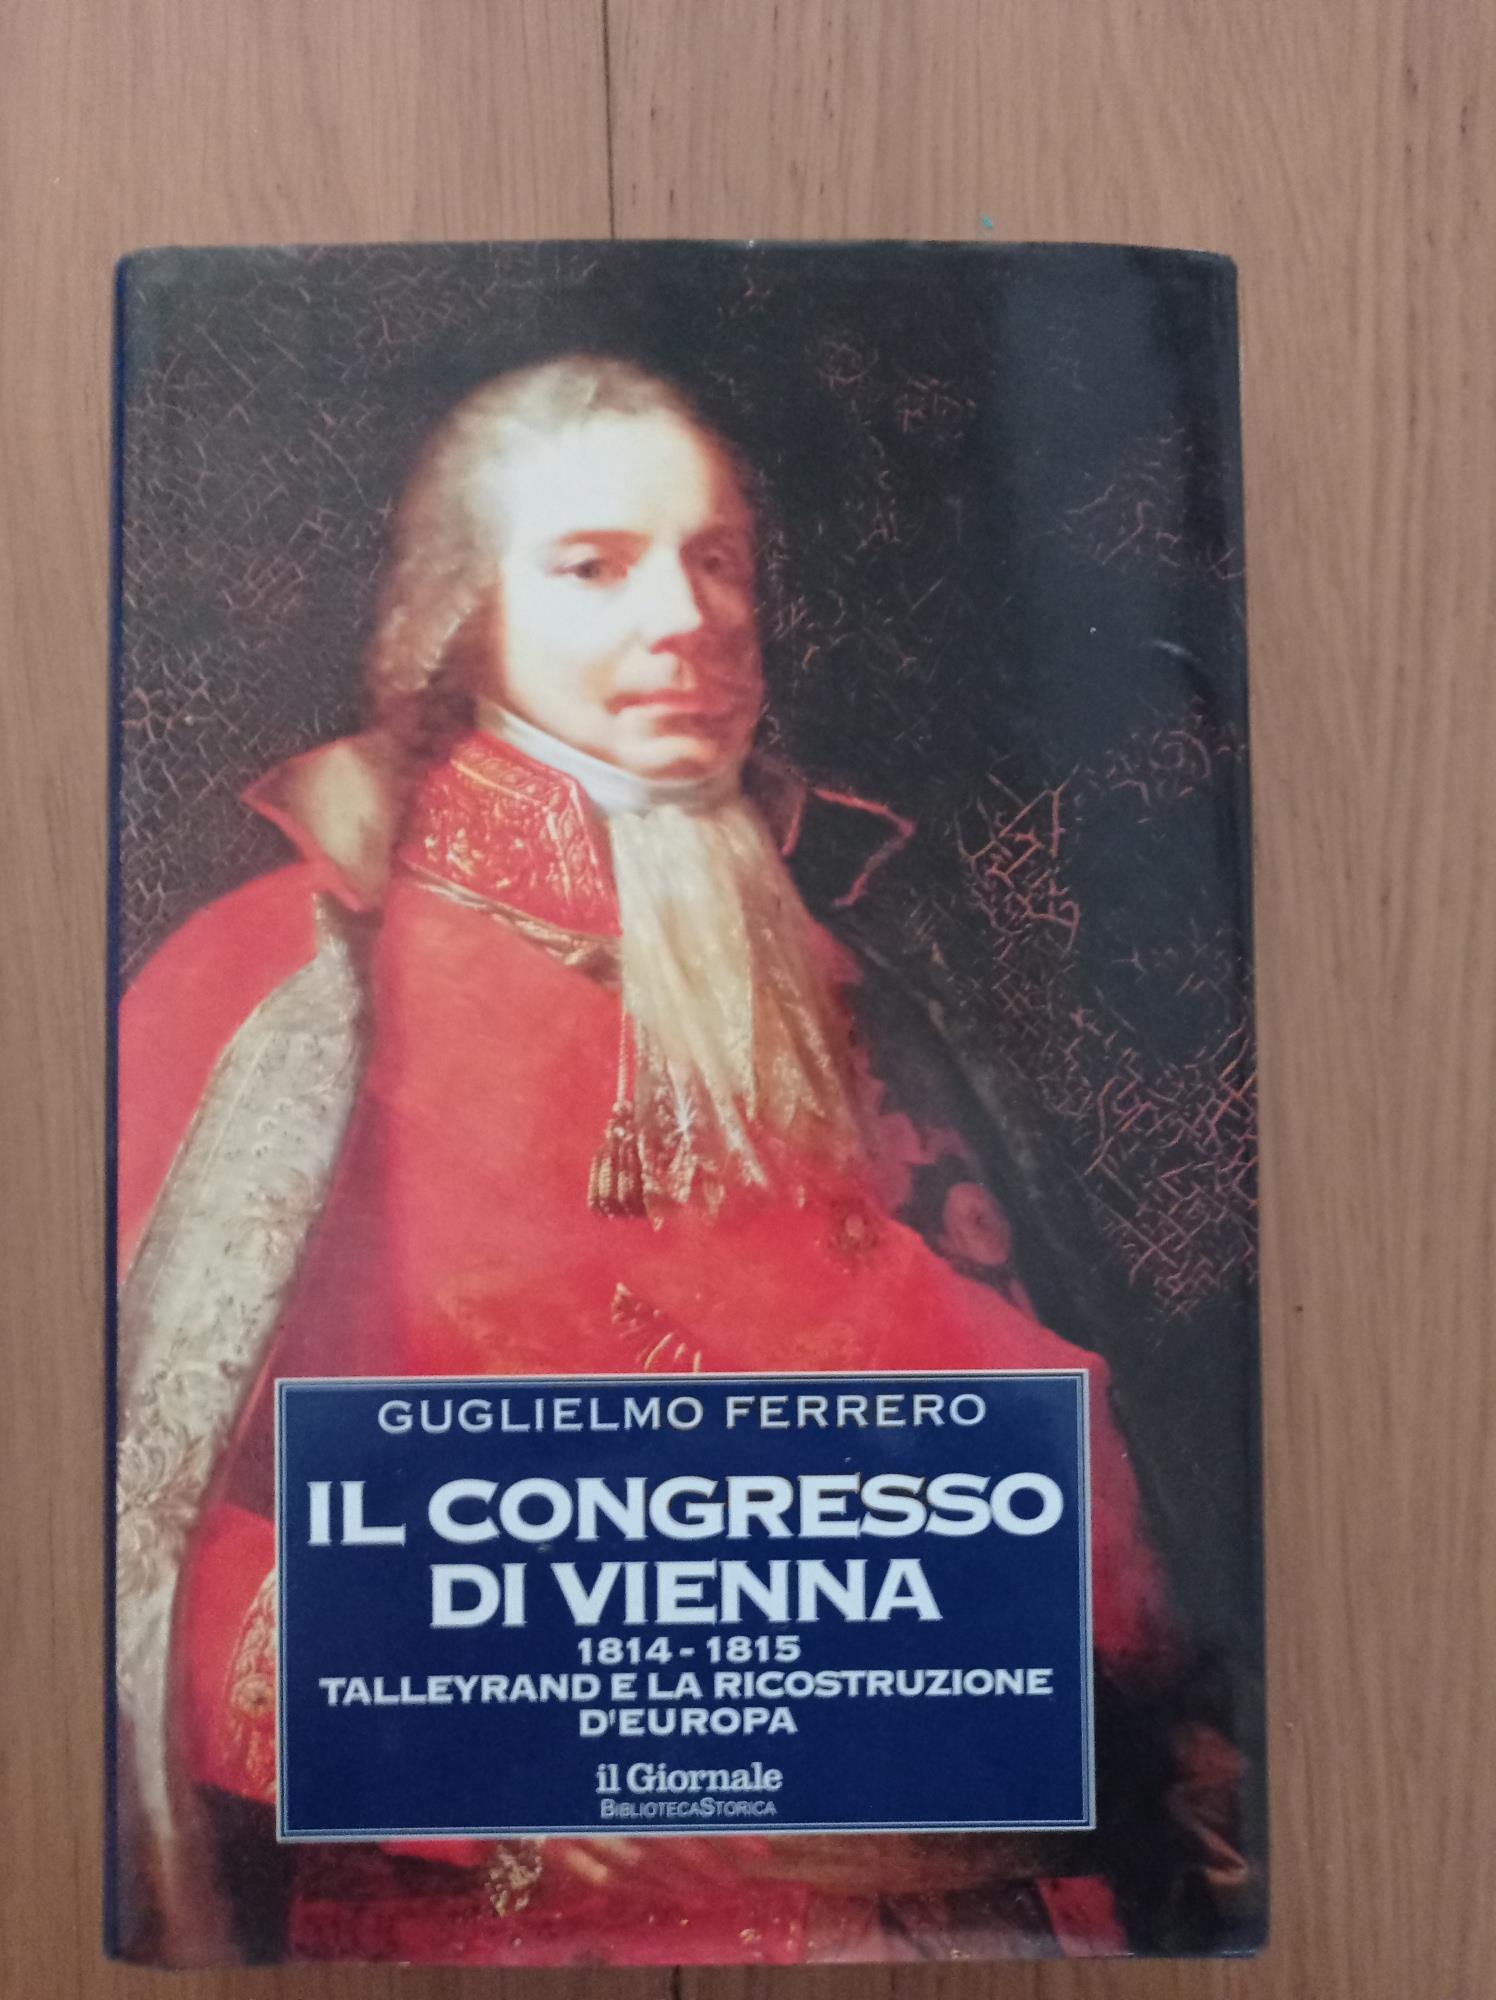 GUGLIELMO FERRERO
IL CONGRESSO
DI VIENNA
1814 - 1815
TALLEYRAND E LA RICOSTRUZIONE
D'EUROPA
il Giornale
BIBLIOTECASTORICA